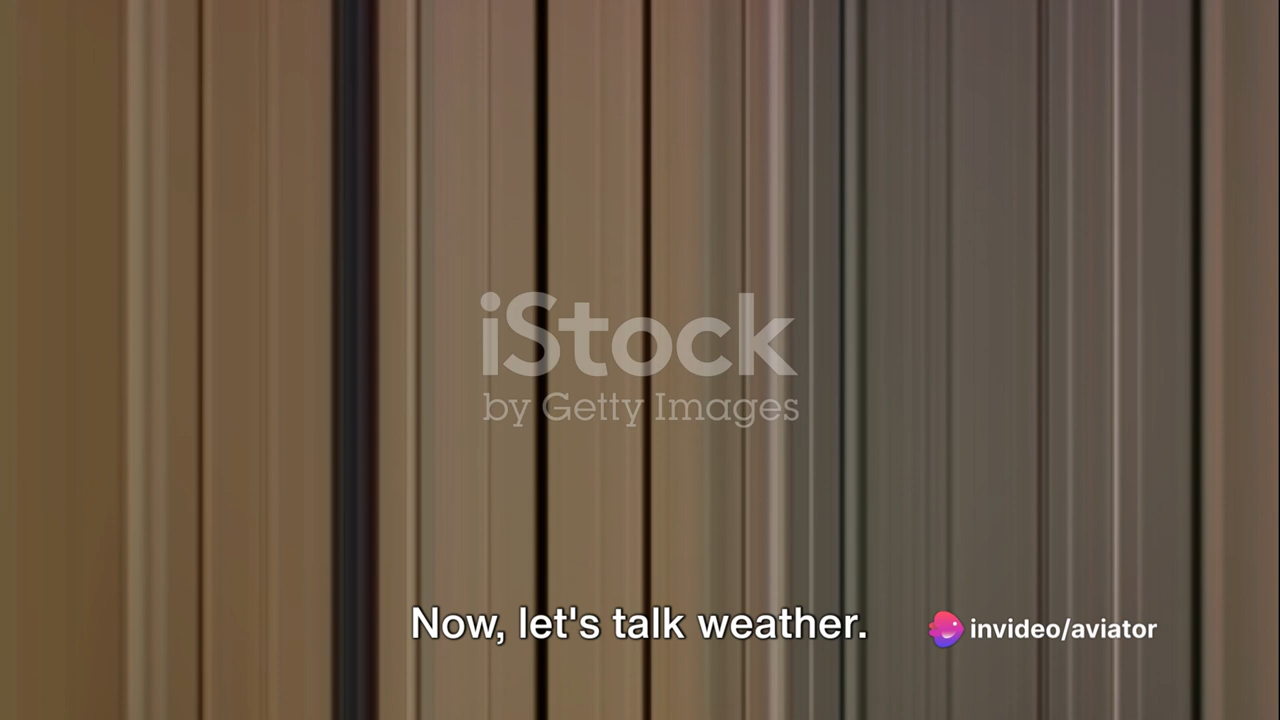 iStock
by Getty Images
Now, let's talk weather.
invideo/aviator